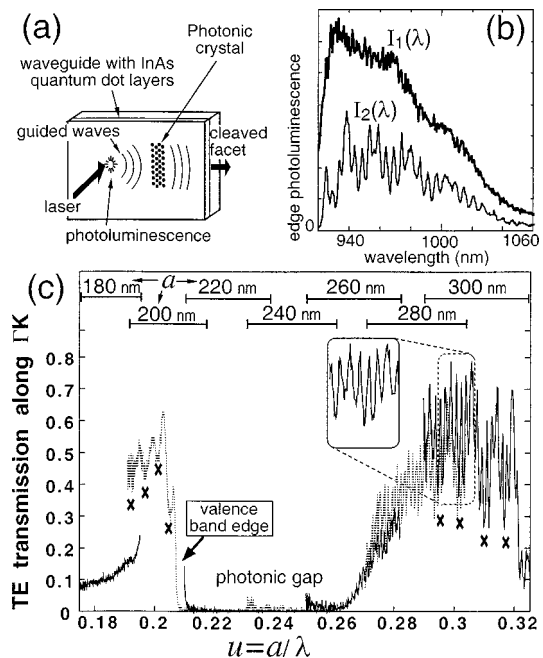 (a)
Photonic
crystal
waveguide with InAs
quantum dot layers
guided waves
cleaved
facet
laser
photoluminescence
(b)
I₁(λ)
I₂(λ)
edge photoluminescence
0
940
1000
1060
wavelength (nm)
(c)
180 nm
a
220 nm
260 nm
300 nm
200 nm
240 nm
280 nm
TE transmission along ΓK
0.8
0.7
0.6
0.5
0.4
0.3
0.2
0.1
0
x
x
x
x
valence
band edge
photonic gap
x
x
x
x
0.18
0.2
0.22
0.24
0.26
0.28
0.3
0.32
u=a/λ